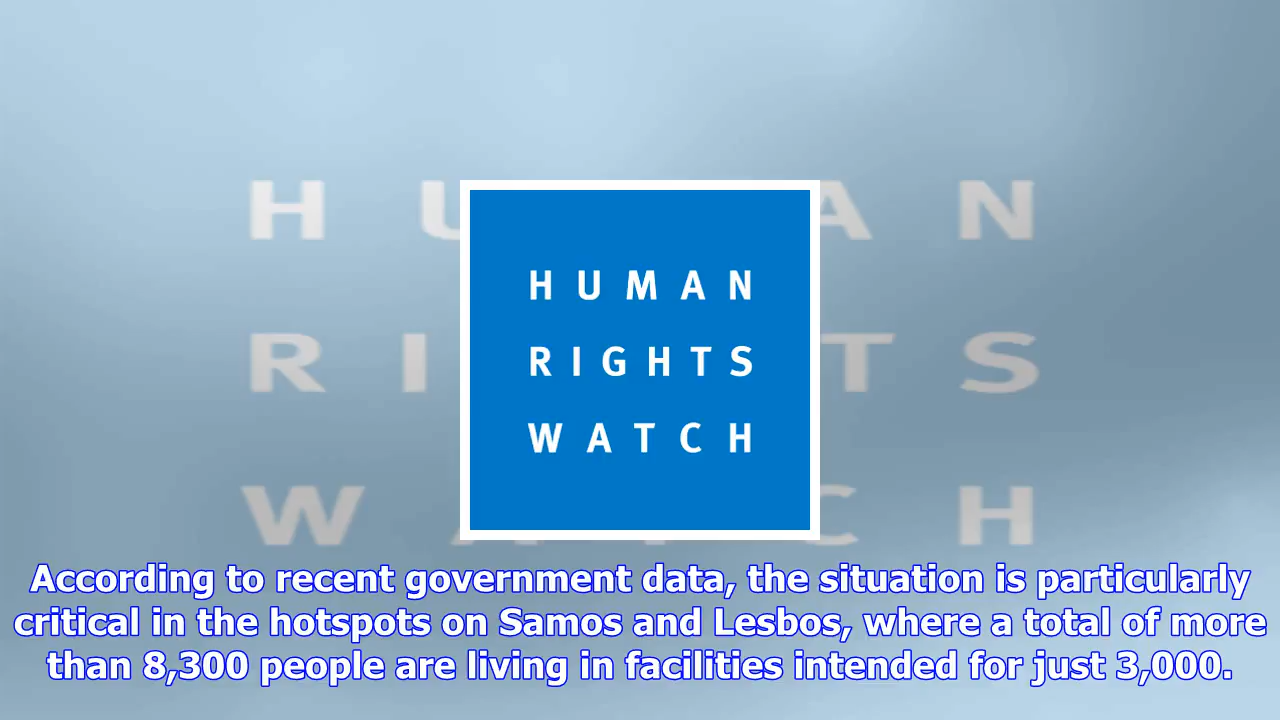 HUMAN
RIGHTS
WATCH
According to recent government data, the situation is particularly
critical in the hotspots on Samos and Lesbos, where a total of more
than 8,300 people are living in facilities intended for just 3,000.